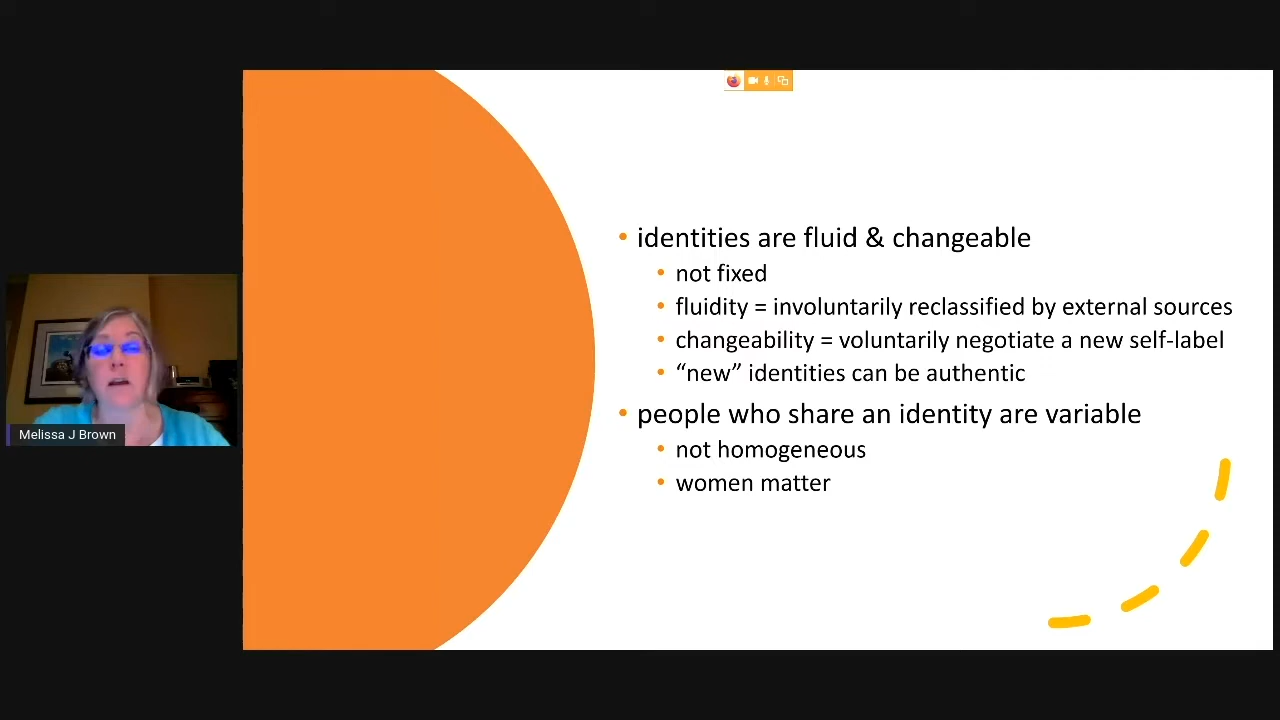 identities are fluid & changeable
not fixed
fluidity = involuntarily reclassified by external sources
changeability = voluntarily negotiate a new self-label
“new” identities can be authentic
people who share an identity are variable
not homogeneous
women matter
Melissa J Brown